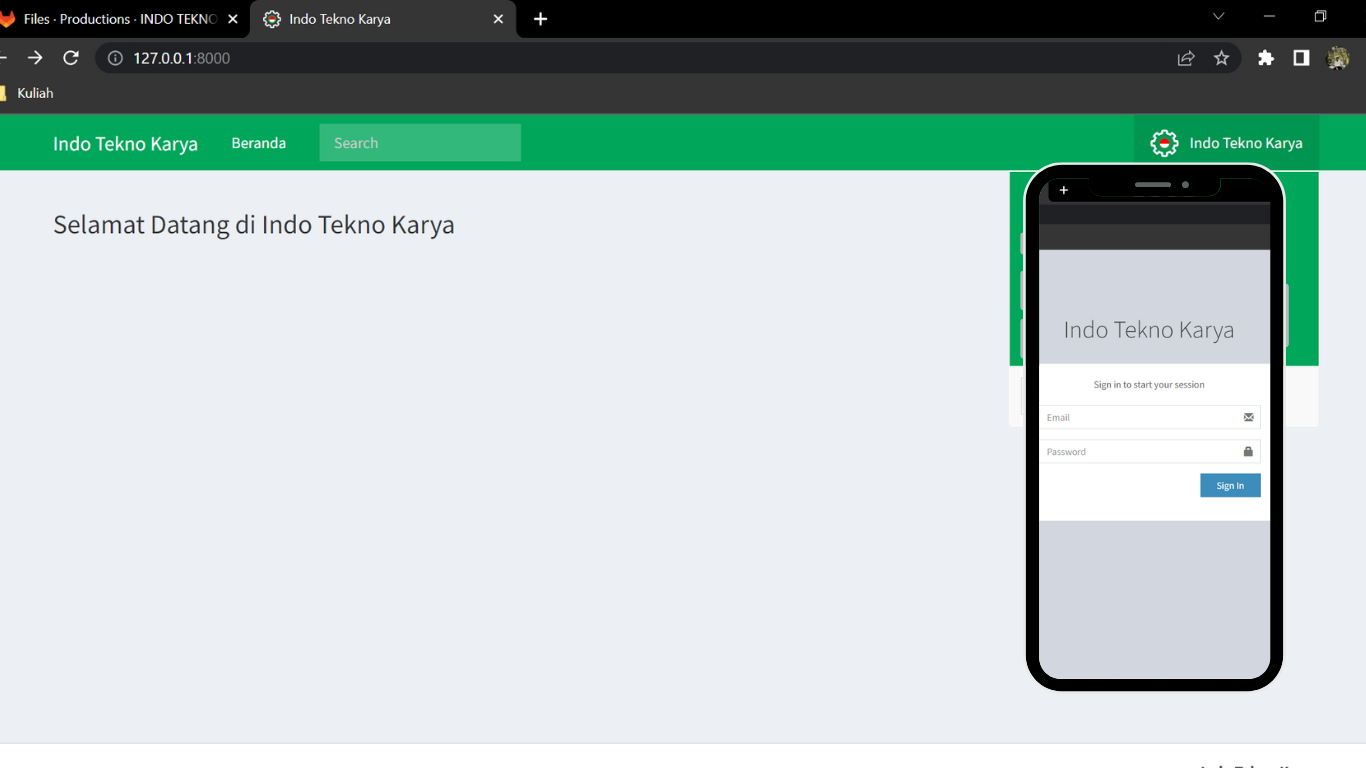 Files · Productions · INDO TEKNO
Indo Tekno Karya
127.0.0.1:8000
Kuliah
Indo Tekno Karya
Beranda
Search
Indo Tekno Karya
Selamat Datang di Indo Tekno Karya
Indo Tekno Karya
Sign in to start your session
Email
Password
Sign In